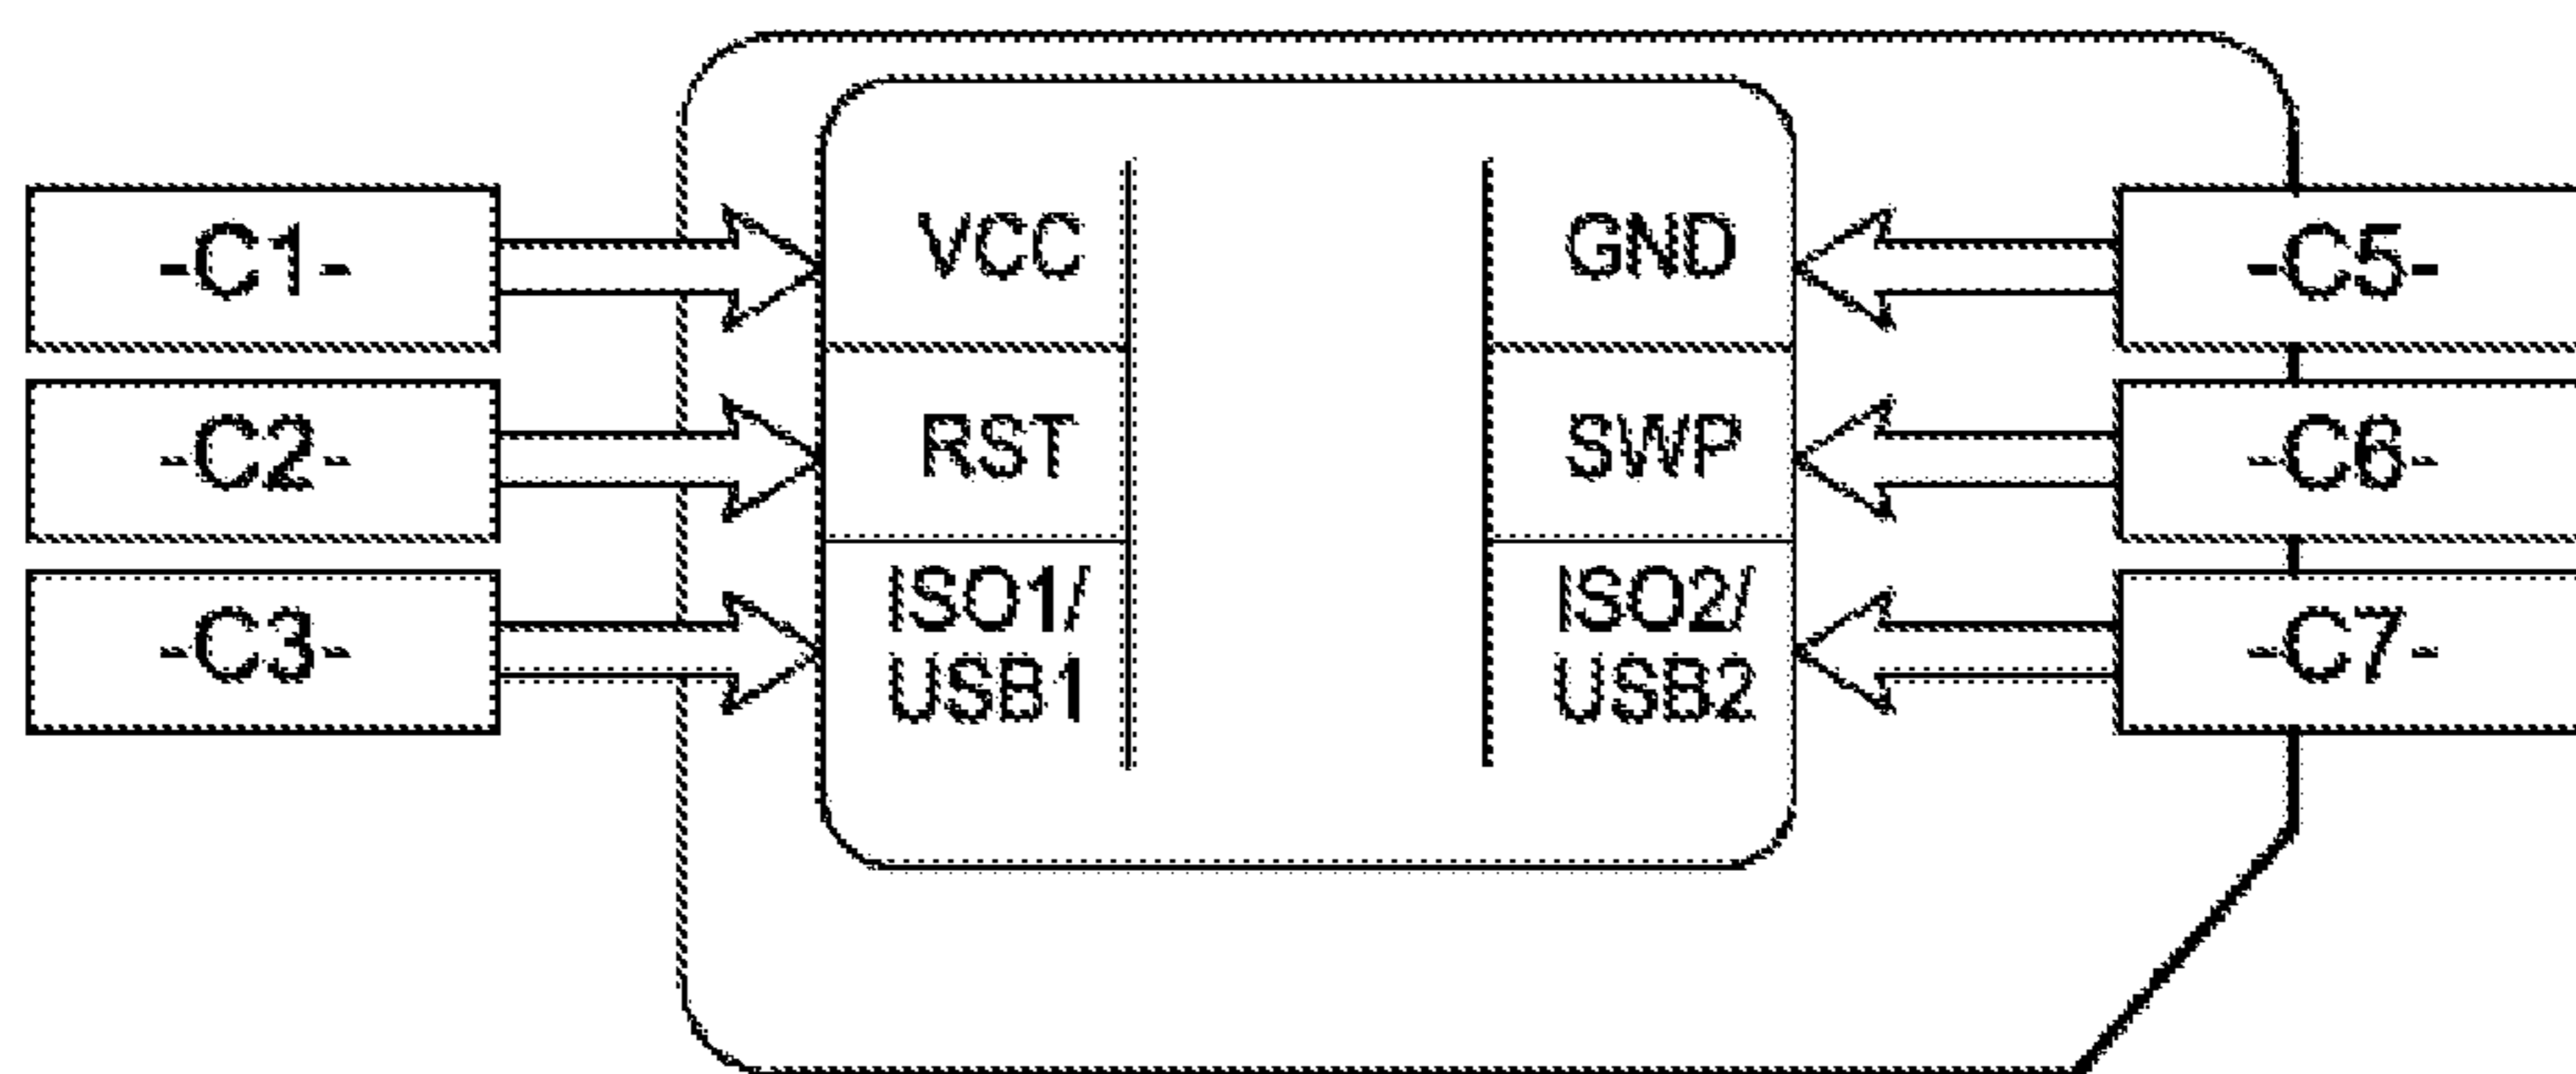 -C1-
VCC
GND
-C5-
-C2-
RST
SWP
-C6-
-C3-
ISO1/
USB1
ISO2/
USB2
-C7-